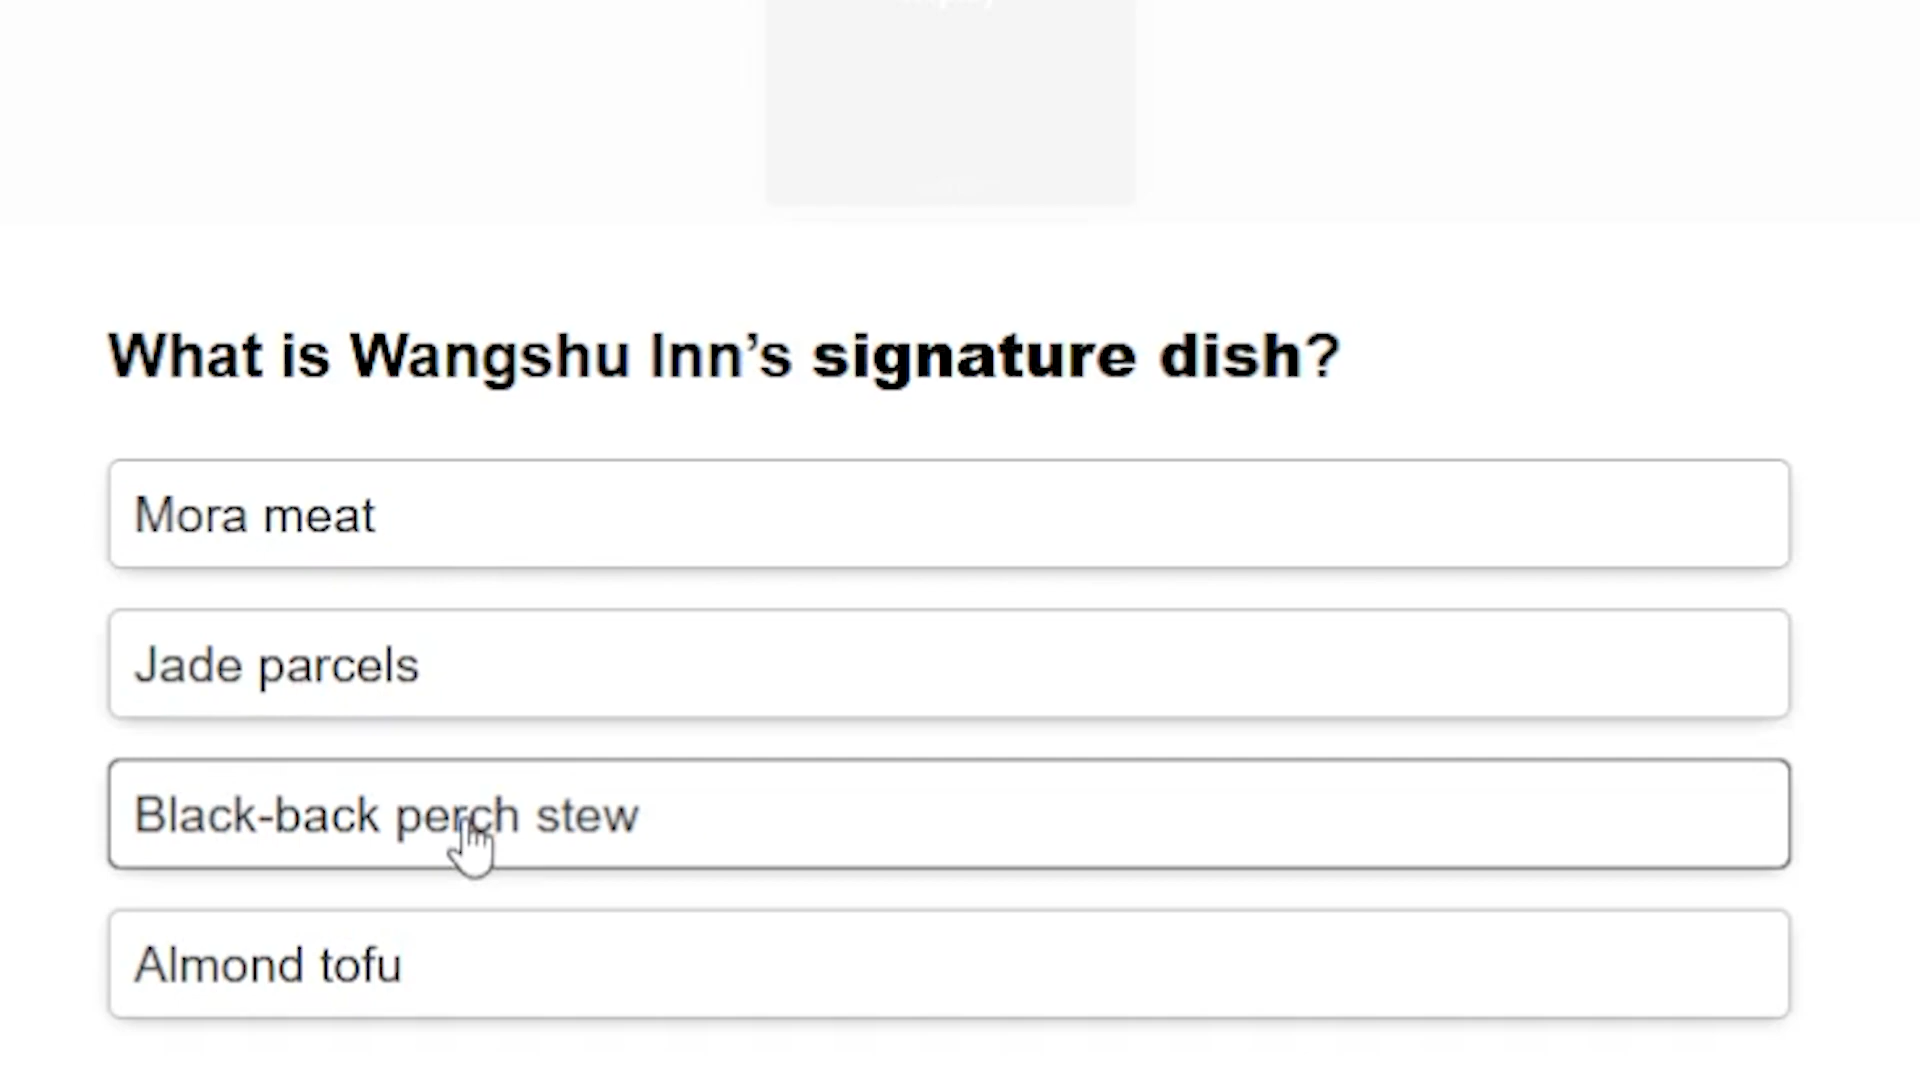 What is Wangshu Inn’s signature dish?
Mora meat
Jade parcels
Black-back perch stew
Almond tofu